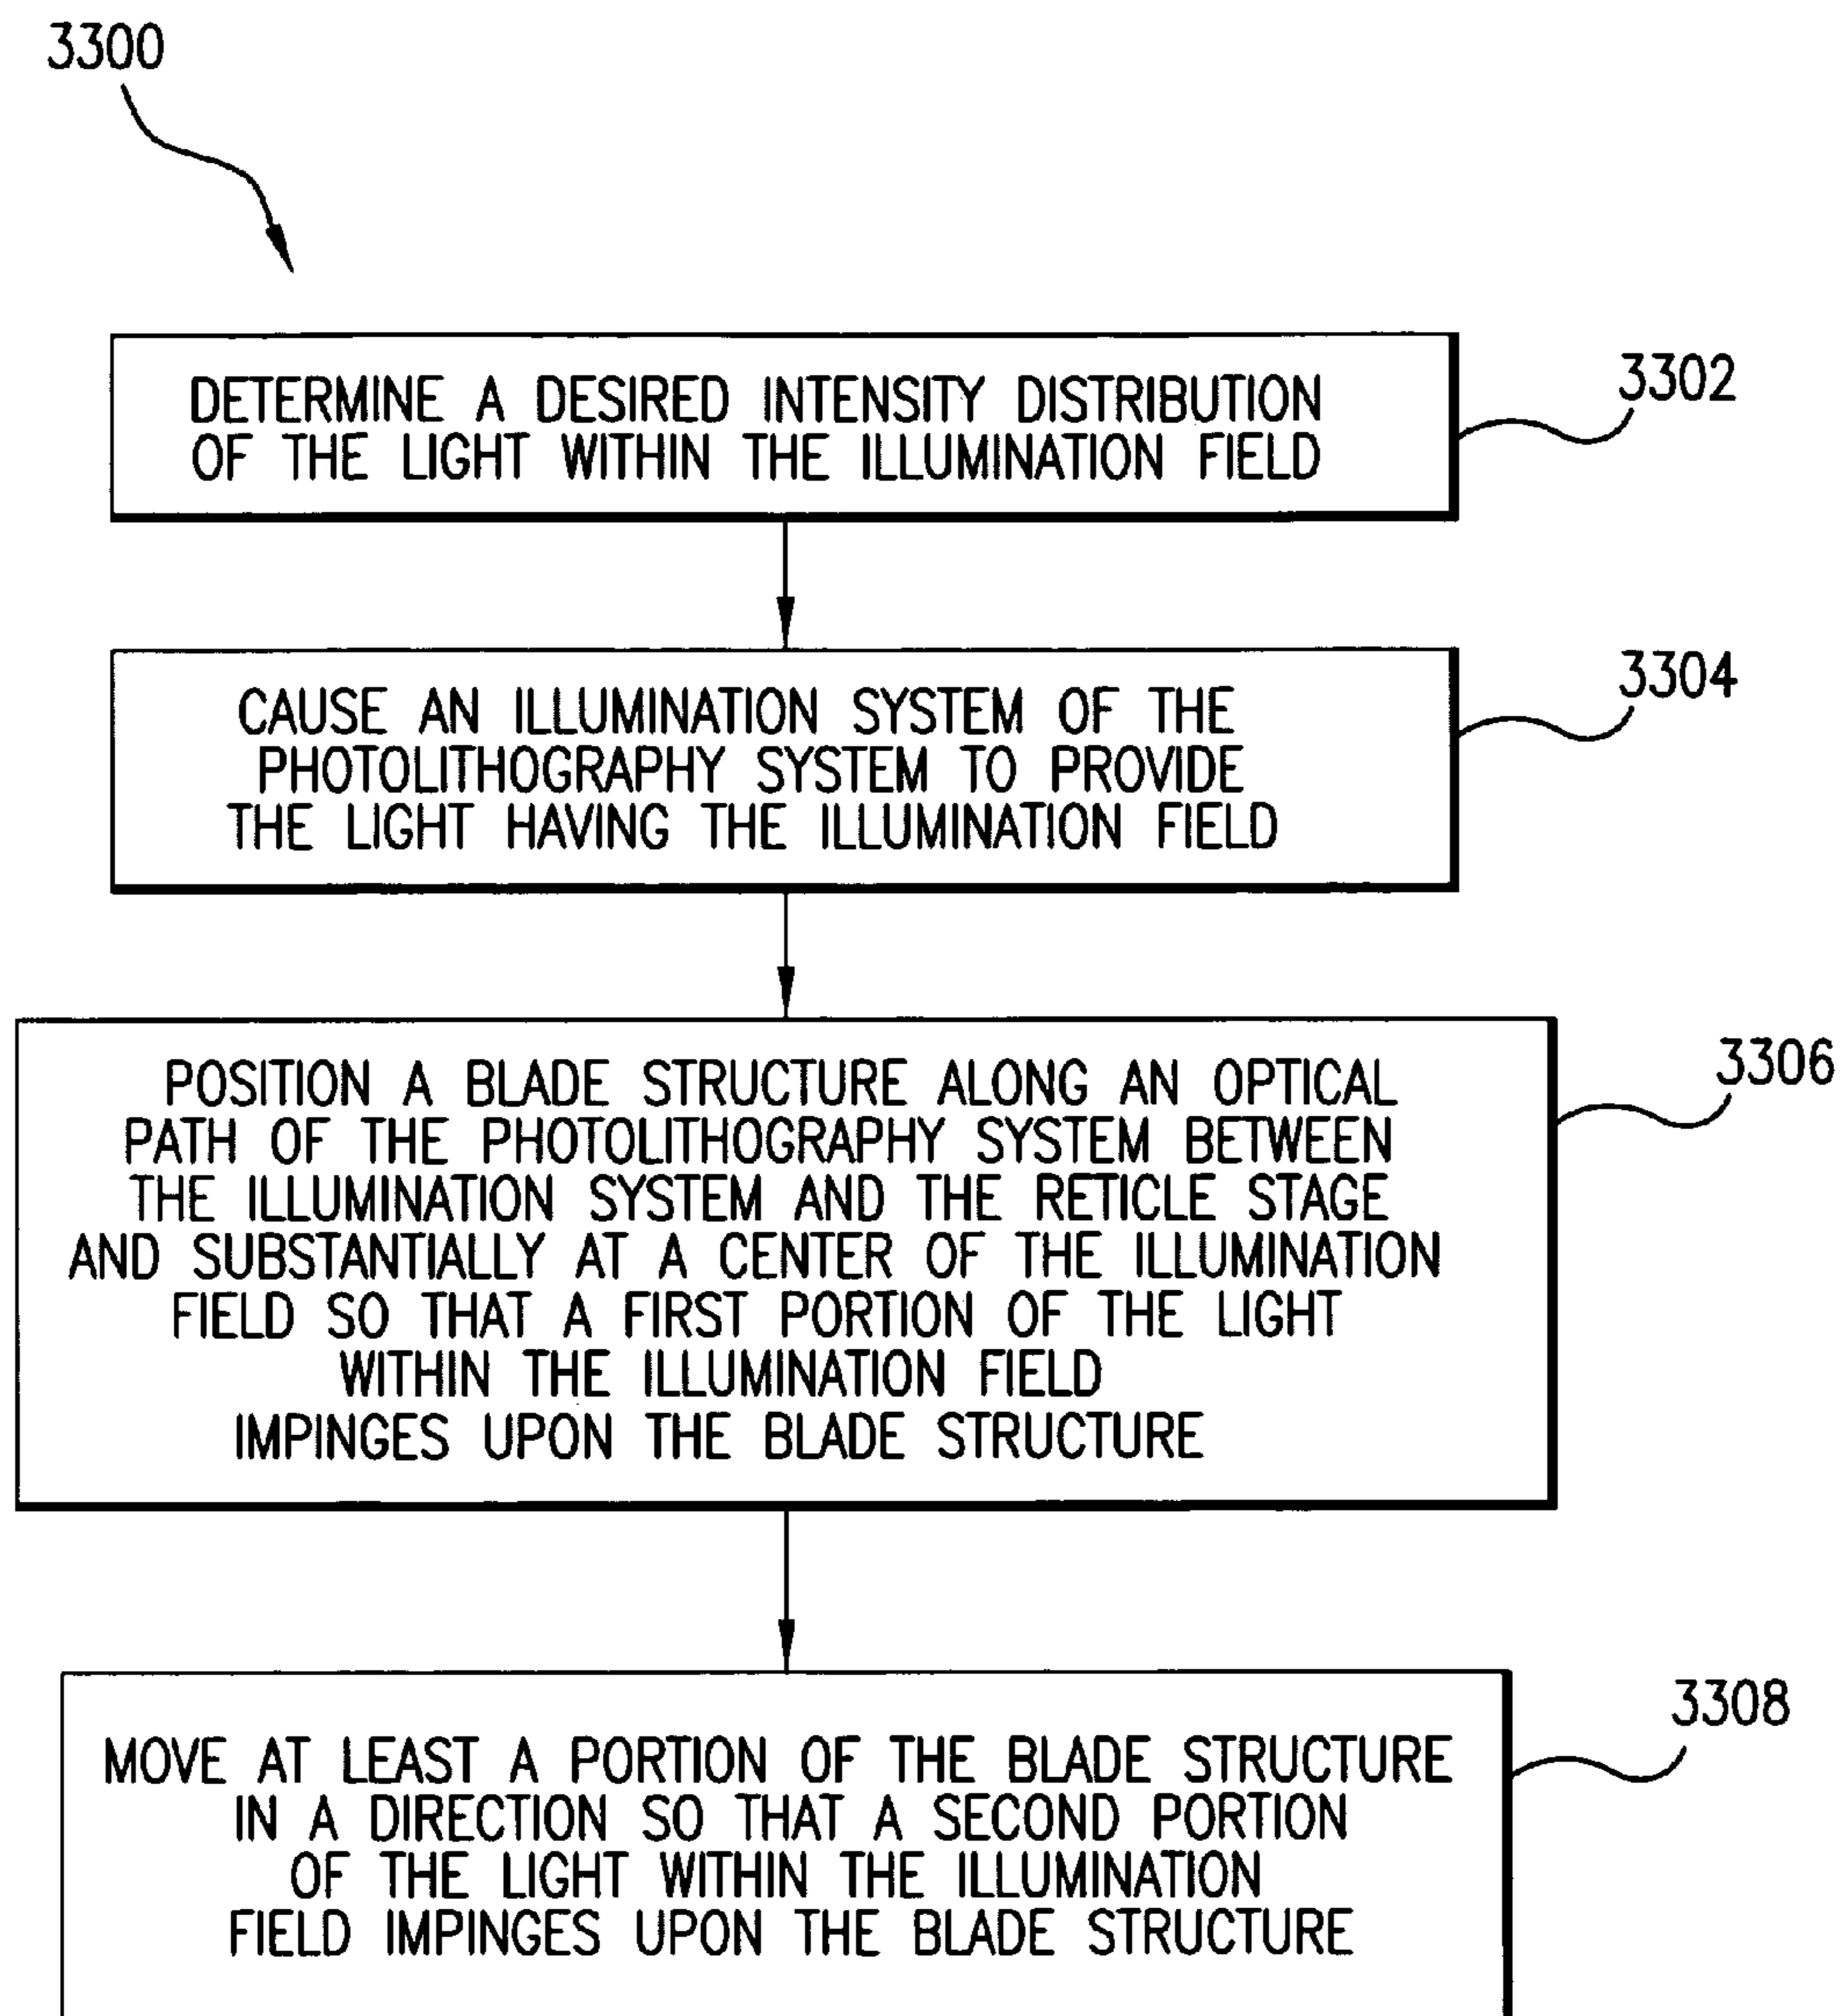 3300
DETERMINE A DESIRED INTENSITY DISTRIBUTION
OF THE LIGHT WITHIN THE ILLUMINATION FIELD
3302
CAUSE AN ILLUMINATION SYSTEM OF THE
PHOTOLITHOGRAPHY SYSTEM TO PROVIDE
THE LIGHT HAVING THE ILLUMINATION FIELD
3304
POSITION A BLADE STRUCTURE ALONG AN OPTICAL
PATH OF THE PHOTOLITHOGRAPHY SYSTEM BETWEEN
THE ILLUMINATION SYSTEM AND THE RETICLE STAGE
AND SUBSTANTIALLY AT A CENTER OF THE ILLUMINATION
FIELD SO THAT A FIRST PORTION OF THE LIGHT
WITHIN THE ILLUMINATION FIELD
IMPINGES UPON THE BLADE STRUCTURE
3306
MOVE AT LEAST A PORTION OF THE BLADE STRUCTURE
IN A DIRECTION SO THAT A SECOND PORTION
OF THE LIGHT WITHIN THE ILLUMINATION
FIELD IMPINGES UPON THE BLADE STRUCTURE
3308